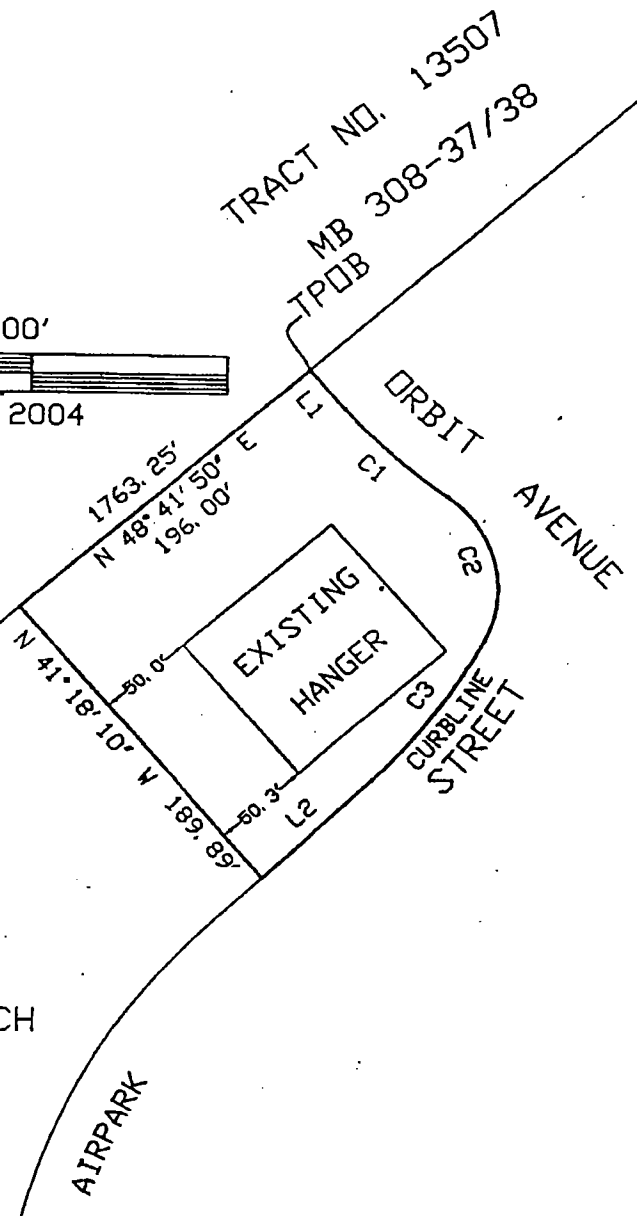 TRACT NO. 13507
MB 308-37/38
TPOB
00'
2004
L1
ORBIT
AVENUE
1763.25'
N 48°41'50" E
196.00'
C1
C2
EXISTING
HANGER
50.0'
N 41°18'10" W 189.89'
C3
CURBLINE
STREET
50.3'
L2
CH
AIRPARK